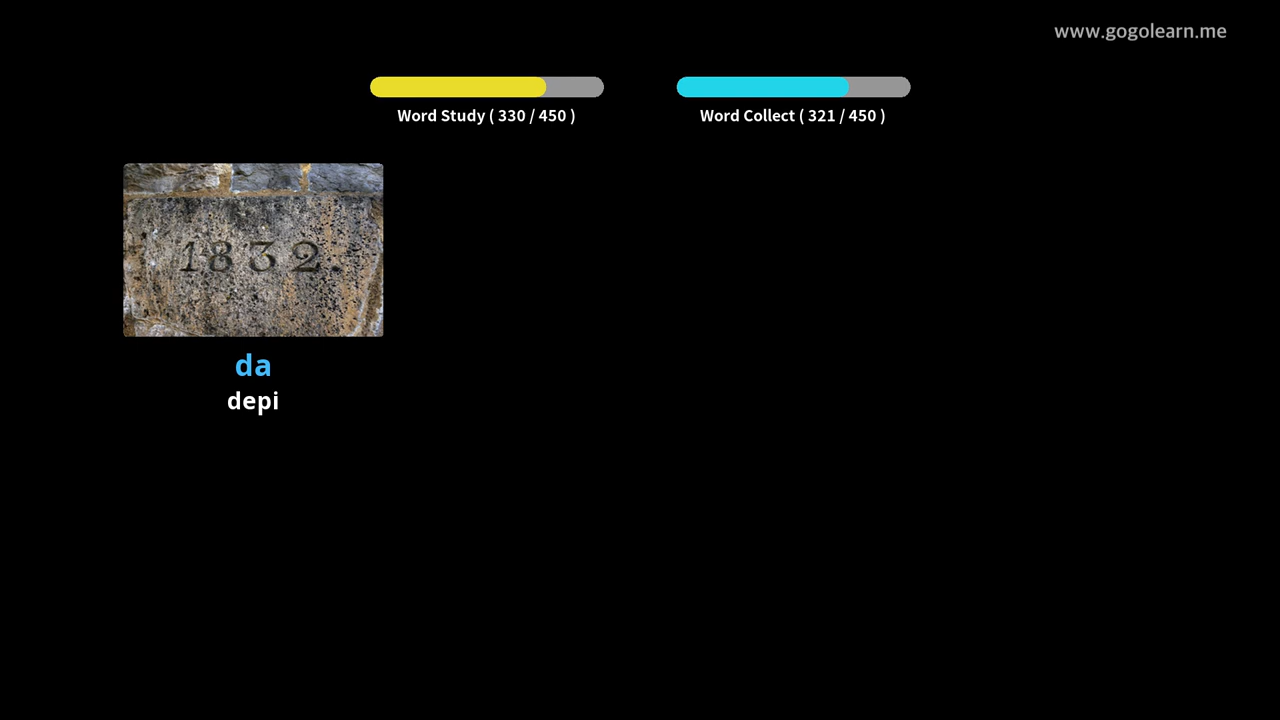 www.gogolearn.me
Word Study ( 330 / 450 )
Word Collect ( 321 / 450 )
1832.
da
depi